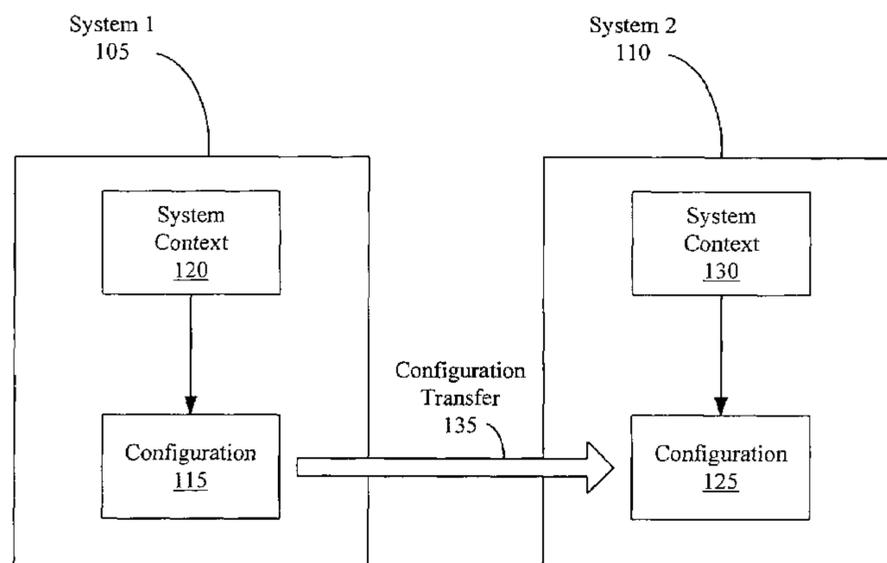 System 1
105
System 2
110
System
Context
120
System
Context
130
Configuration
Transfer
135
Configuration
115
Configuration
125